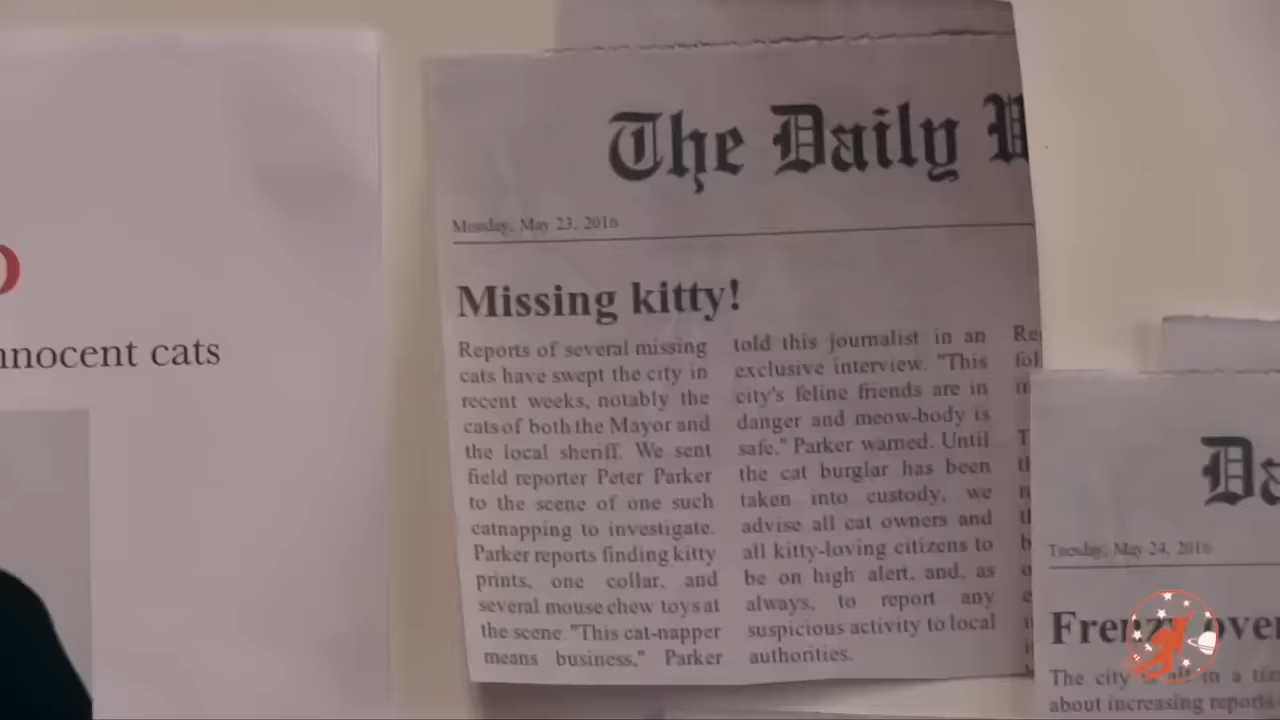 nnocent cats
The Daily
Monday, May 23, 2016
Missing kitty!
Reports of several missing
cats have swept the city in
recent weeks, notably the
cats of both the Mayor and
the local sheriff. We sent
field reporter Peter Parker
to the scene of one such
catnapping to investigate.
Parker reports finding kitty
prints, one collar, and
several mouse chew toys at
the scene. "This cat-napper
means business," Parker
told this journalist in an
exclusive interview. "This
city's feline friends are in
danger and meow-body is
safe," Parker warned. Until
the cat burglar has been
taken into custody, we
advise all cat owners and
all kitty-loving citizens to
be on high alert, and, as
always, to report any
suspicious activity to local
authorities.
Da
Tuesday, May 24, 2016
Frenzy over
The city in a
about increasing